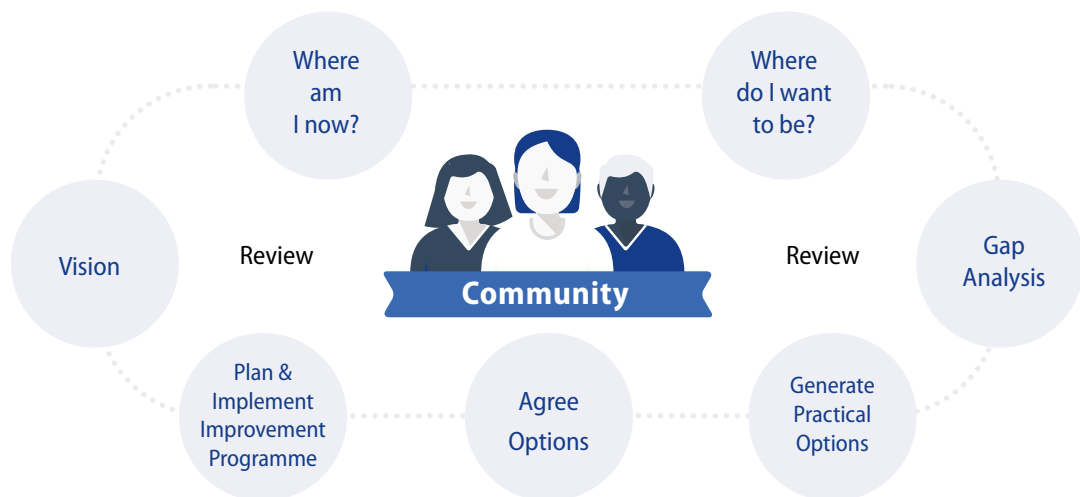 Where
am
I now?
Where
do I want
to be?
Vision
Review
Community
Review
Gap
Analysis
Plan &
Implement
Improvement
Programme
Agree
Options
Generate
Practical
Options